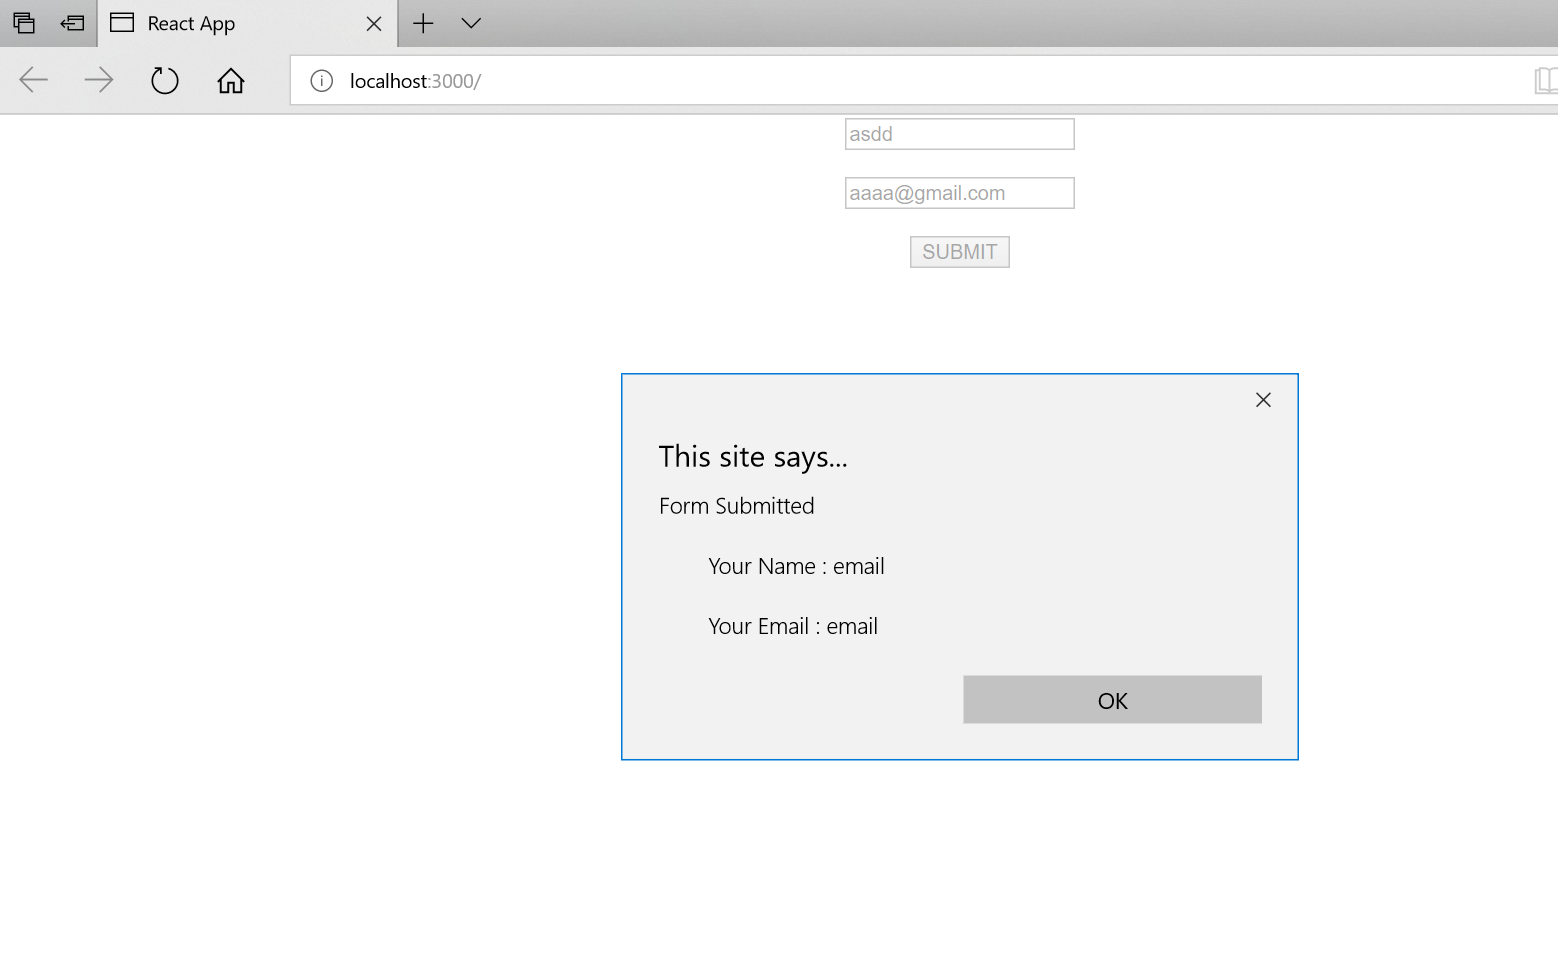 React App
localhost:3000/
asdd
aaaa@gmail.com
SUBMIT
This site says...
Form Submitted
Your Name : email
Your Email : email
OK